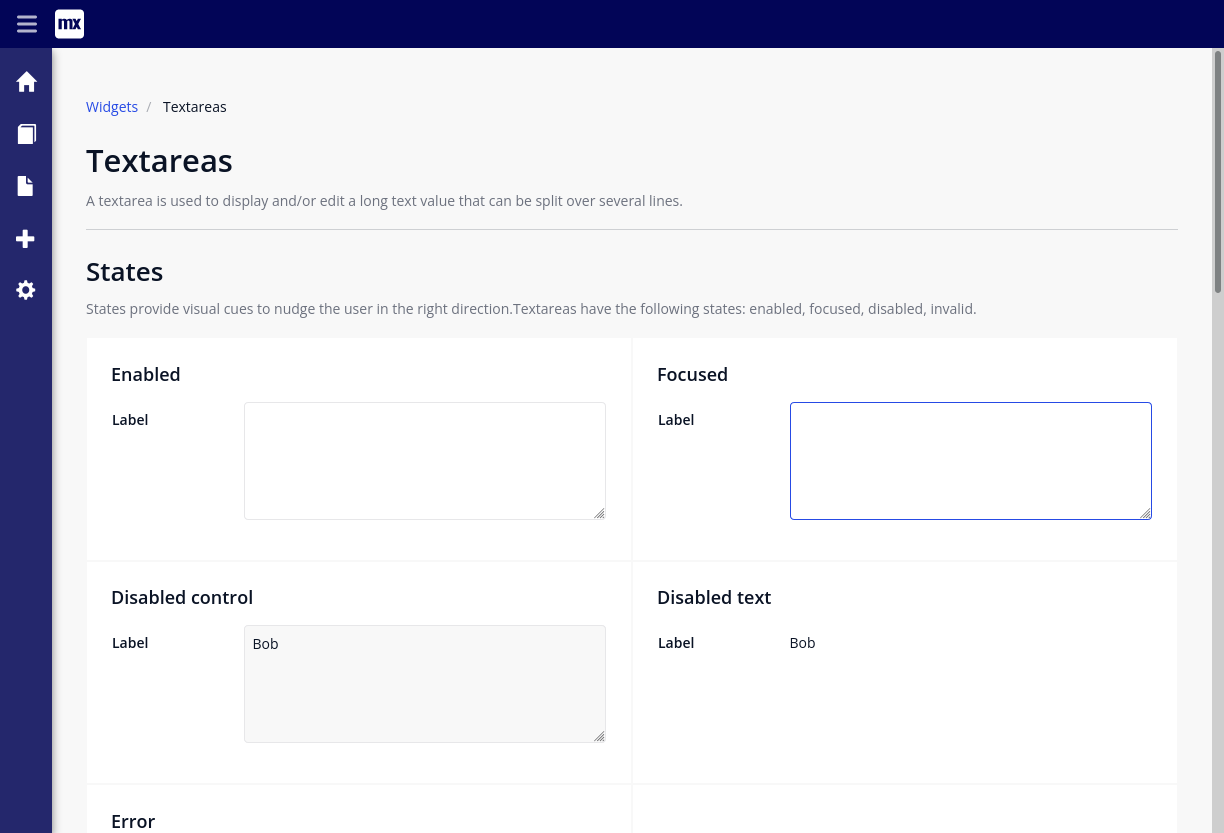 mx
Widgets / Textareas
Textareas
A textarea is used to display and/or edit a long text value that can be split over several lines.
States
States provide visual cues to nudge the user in the right direction.Textareas have the following states: enabled, focused, disabled, invalid.
Enabled
Label
Focused
Label
Disabled control
Label Bob
Disabled text
Label Bob
Error